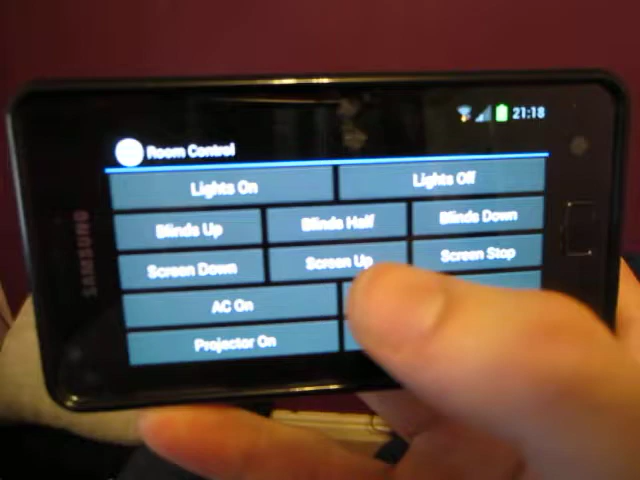 21:18
Room Control
Lights On Lights Off
Blinds Up Blinds Half Blinds Down
Screen Down Screen Up Screen Stop
AC On
Projector On
SAMSUNG